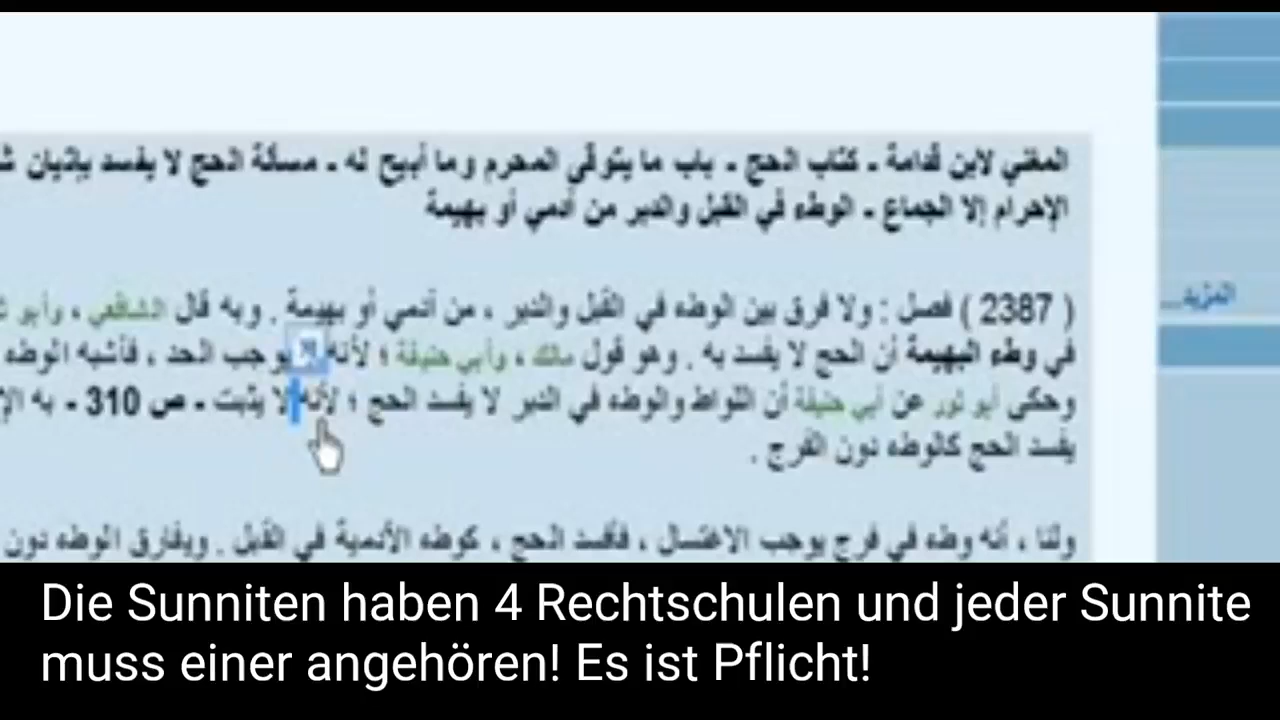 المغني لابن قدامة - كتاب الحج - باب ما يتوقى المحرم وما أبيح له - مسألة الحج لا يفسد بإتيان
الإحرام إلا الجماع - الوطء في القبل والدبر من آدمي أو بهيمة
( 2387 ) فصل : ولا فرق بين الوطء في القبل والدبر ، من آدمي أو بهيمة . وبه قال الشافعي ، وأبو
المزيد...
في وطء البهيمة أن الحج لا يفسد به . وهو قول مالك ، وأبي حنيفة ؛ لأنه لا يوجب الحد ، فأشبه الوطء
وحكى أبو ثور عن أبي حنيفة أن اللواط والوطء في الدبر لا يفسد الحج ؛ لأنه لا يثبت - ص 310 - به
يفسد الحج كالوطء دون الفرج .
ولنا ، أنه وطء في فرج يوجب الاغتسال ، فأفسد الحج ، كوطء الآدمية في القبل . ويفارق الوطء دون
Die Sunniten haben 4 Rechtschulen und jeder Sunnite
muss einer angehören! Es ist Pflicht!